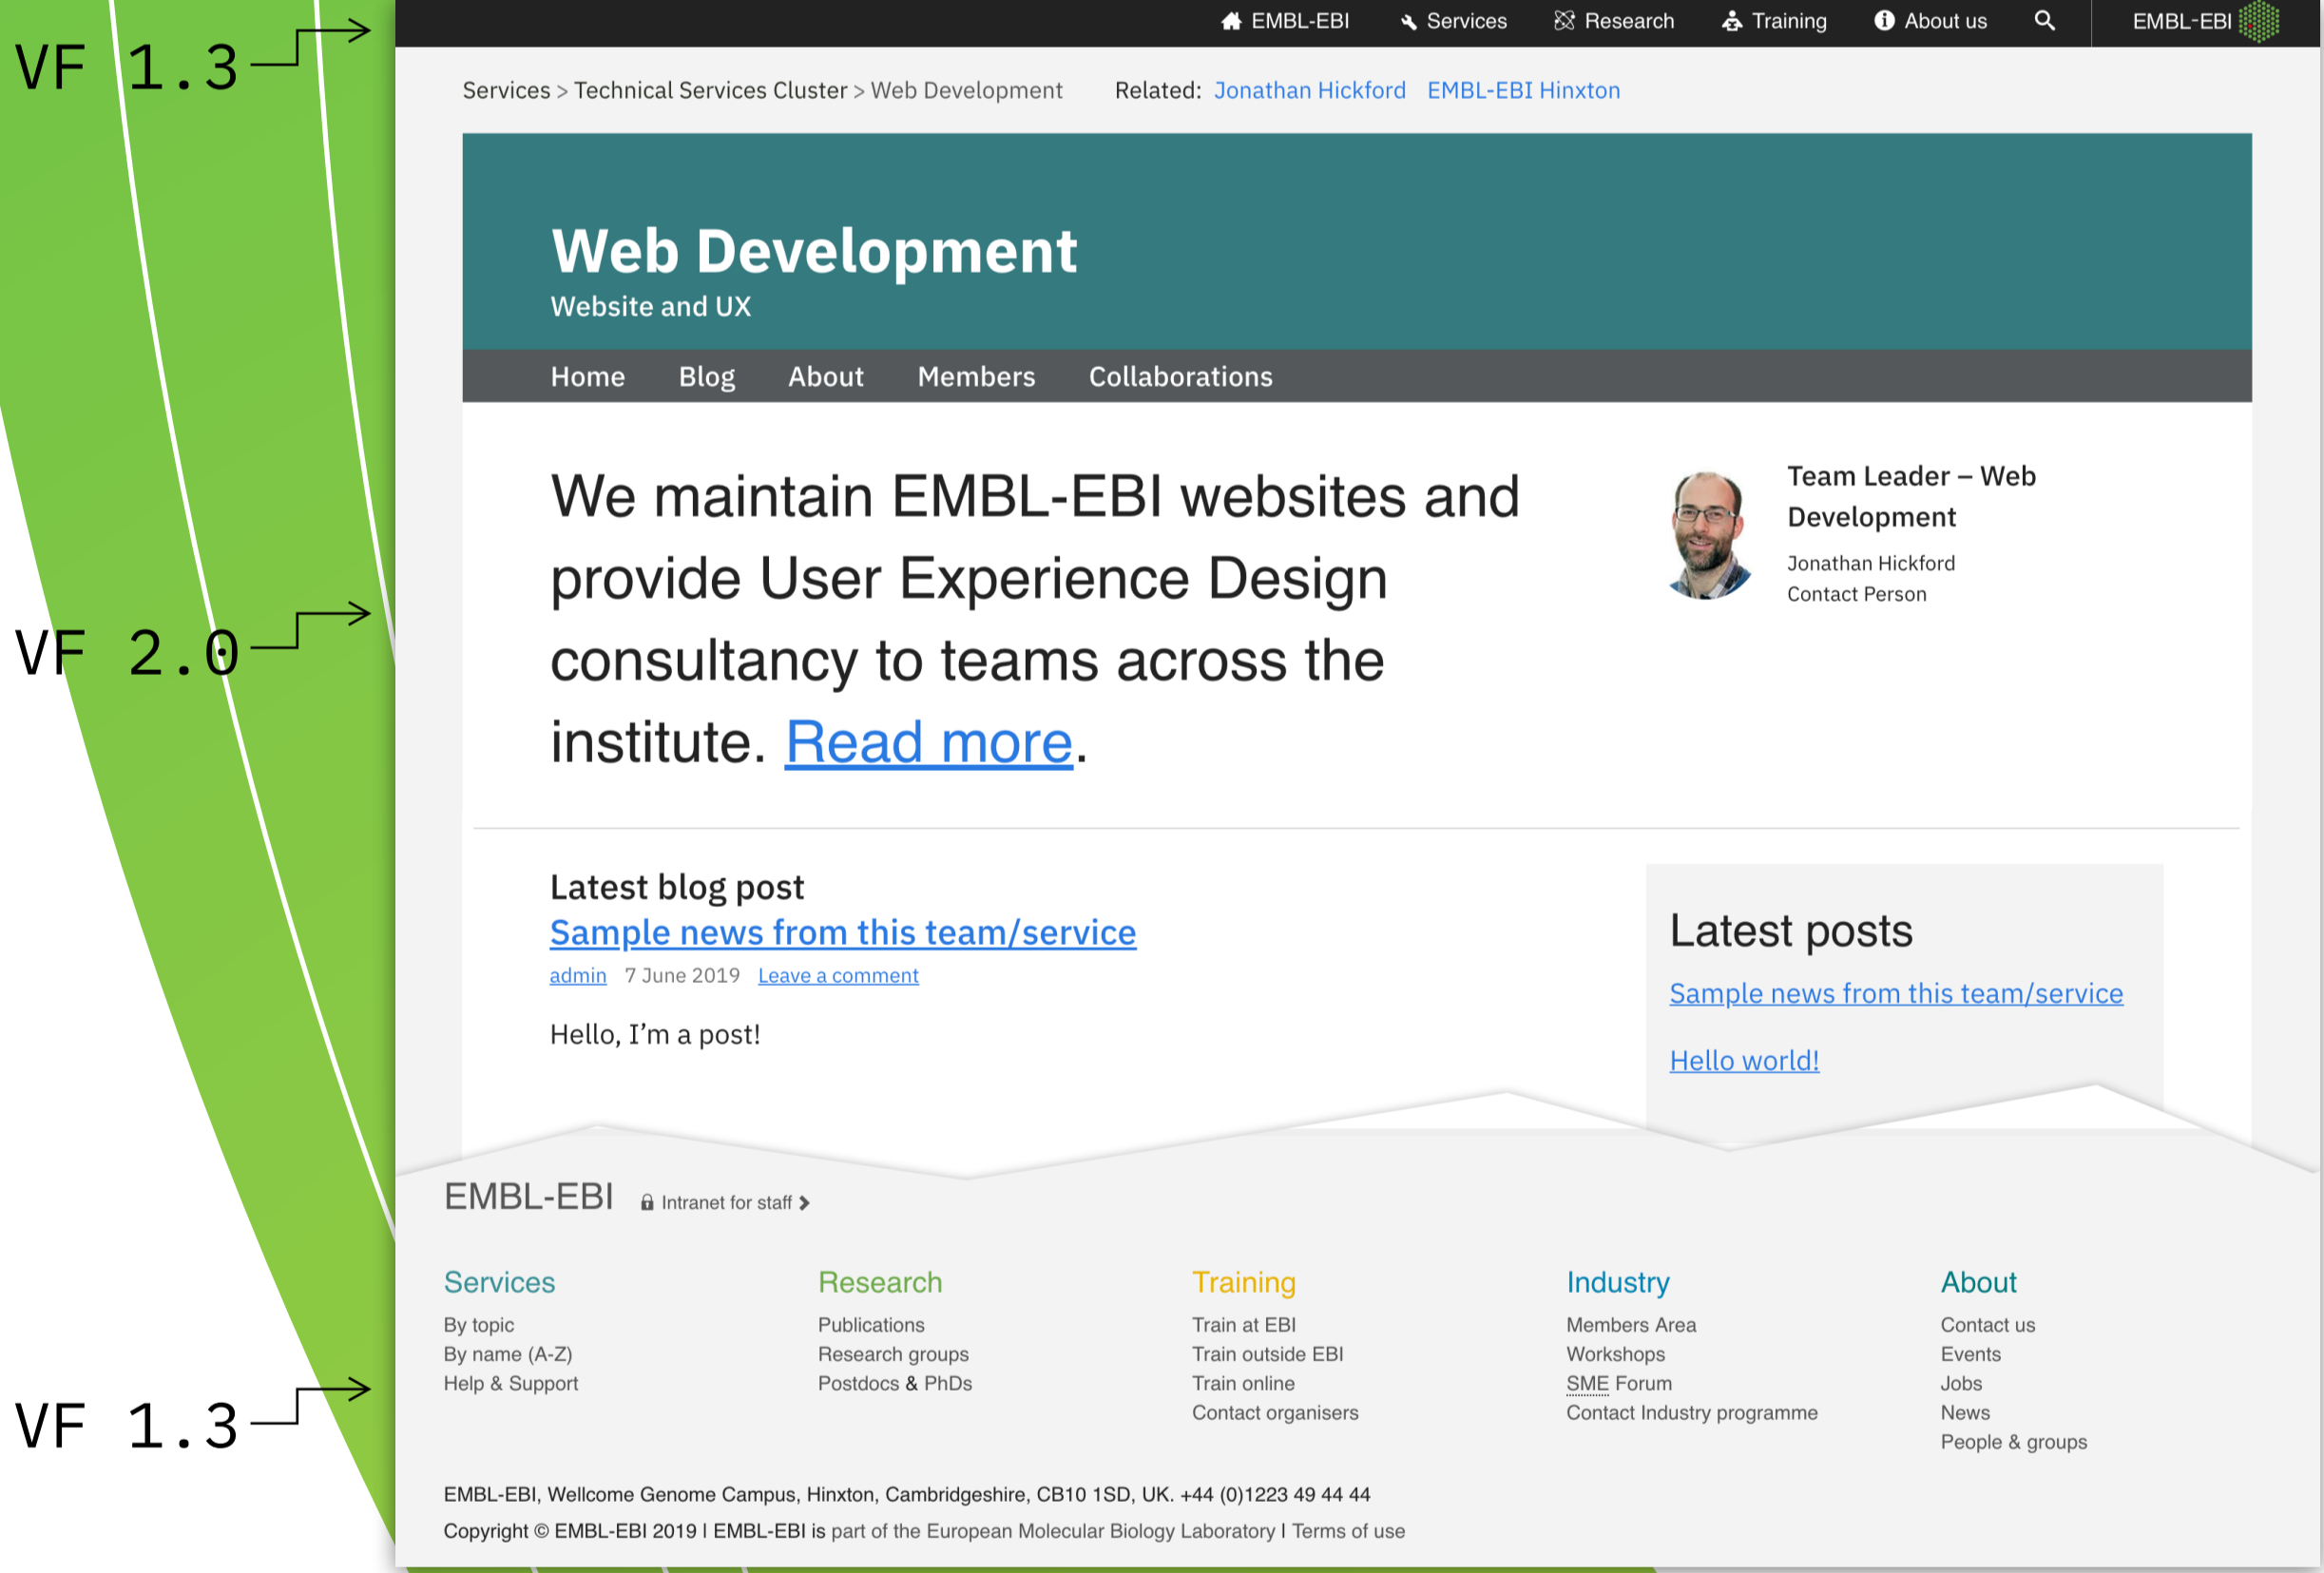 VF 1.3
EMBL-EBI Services Research Training About us EMBL-EBI
Services > Technical Services Cluster > Web Development Related: Jonathan Hickford EMBL-EBI Hinxton
Web Development
Website and UX
Home Blog About Members Collaborations
VF 2.0
We maintain EMBL-EBI websites and
provide User Experience Design
consultancy to teams across the
institute. Read more.
Team Leader – Web
Development
Jonathan Hickford
Contact Person
Latest blog post
Sample news from this team/service
admin 7 June 2019 Leave a comment
Hello, I’m a post!
Latest posts
Sample news from this team/service
Hello world!
VF 1.3
EMBL-EBI Intranet for staff
Services
By topic
By name (A-Z)
Help & Support
Research
Publications
Research groups
Postdocs & PhDs
Training
Train at EBI
Train outside EBI
Train online
Contact organisers
Industry
Members Area
Workshops
SME Forum
Contact Industry programme
About
Contact us
Events
Jobs
News
People & groups
EMBL-EBI, Wellcome Genome Campus, Hinxton, Cambridgeshire, CB10 1SD, UK. +44 (0)1223 49 44 44
Copyright © EMBL-EBI 2019 | EMBL-EBI is part of the European Molecular Biology Laboratory | Terms of use